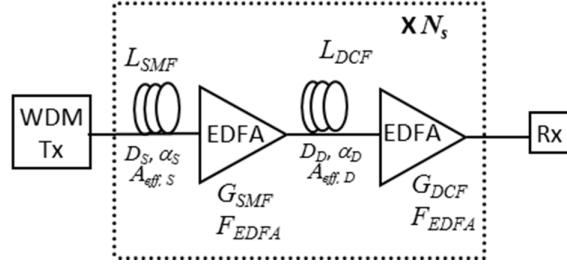 X N_s
L_SMF
L_DCF
WDM
Tx
EDFA
EDFA
Rx
D_S, α_S
A_eff, S
D_D, α_D
A_eff, D
G_SMF
F_EDFA
G_DCF
F_EDFA